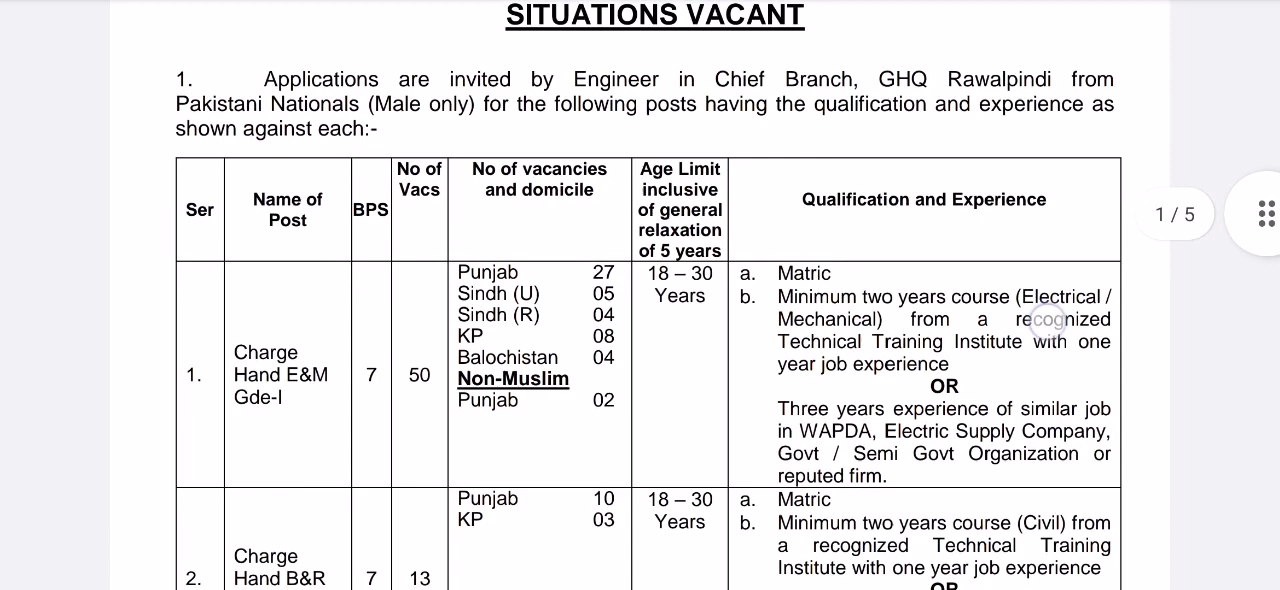 SITUATIONS VACANT
1. Applications are invited by Engineer in Chief Branch, GHQ Rawalpindi from
Pakistani Nationals (Male only) for the following posts having the qualification and experience as
shown against each:-
Ser
Name of
Post
BPS
No of
Vacs
No of vacancies
and domicile
Age Limit
inclusive
of general
relaxation
of 5 years
Qualification and Experience
1.
Charge
Hand E&M
Gde-I
7
50
Punjab 27
Sindh (U) 05
Sindh (R) 04
KP 08
Balochistan 04
Non-Muslim
Punjab 02
18 – 30
Years
a. Matric
b. Minimum two years course (Electrical /
Mechanical) from a recognized
Technical Training Institute with one
year job experience
OR
Three years experience of similar job
in WAPDA, Electric Supply Company,
Govt / Semi Govt Organization or
reputed firm.
2.
Charge
Hand B&R
7
13
Punjab 10
KP 03
18 – 30
Years
a. Matric
b. Minimum two years course (Civil) from
a recognized Technical Training
Institute with one year job experience
OR
1 / 5